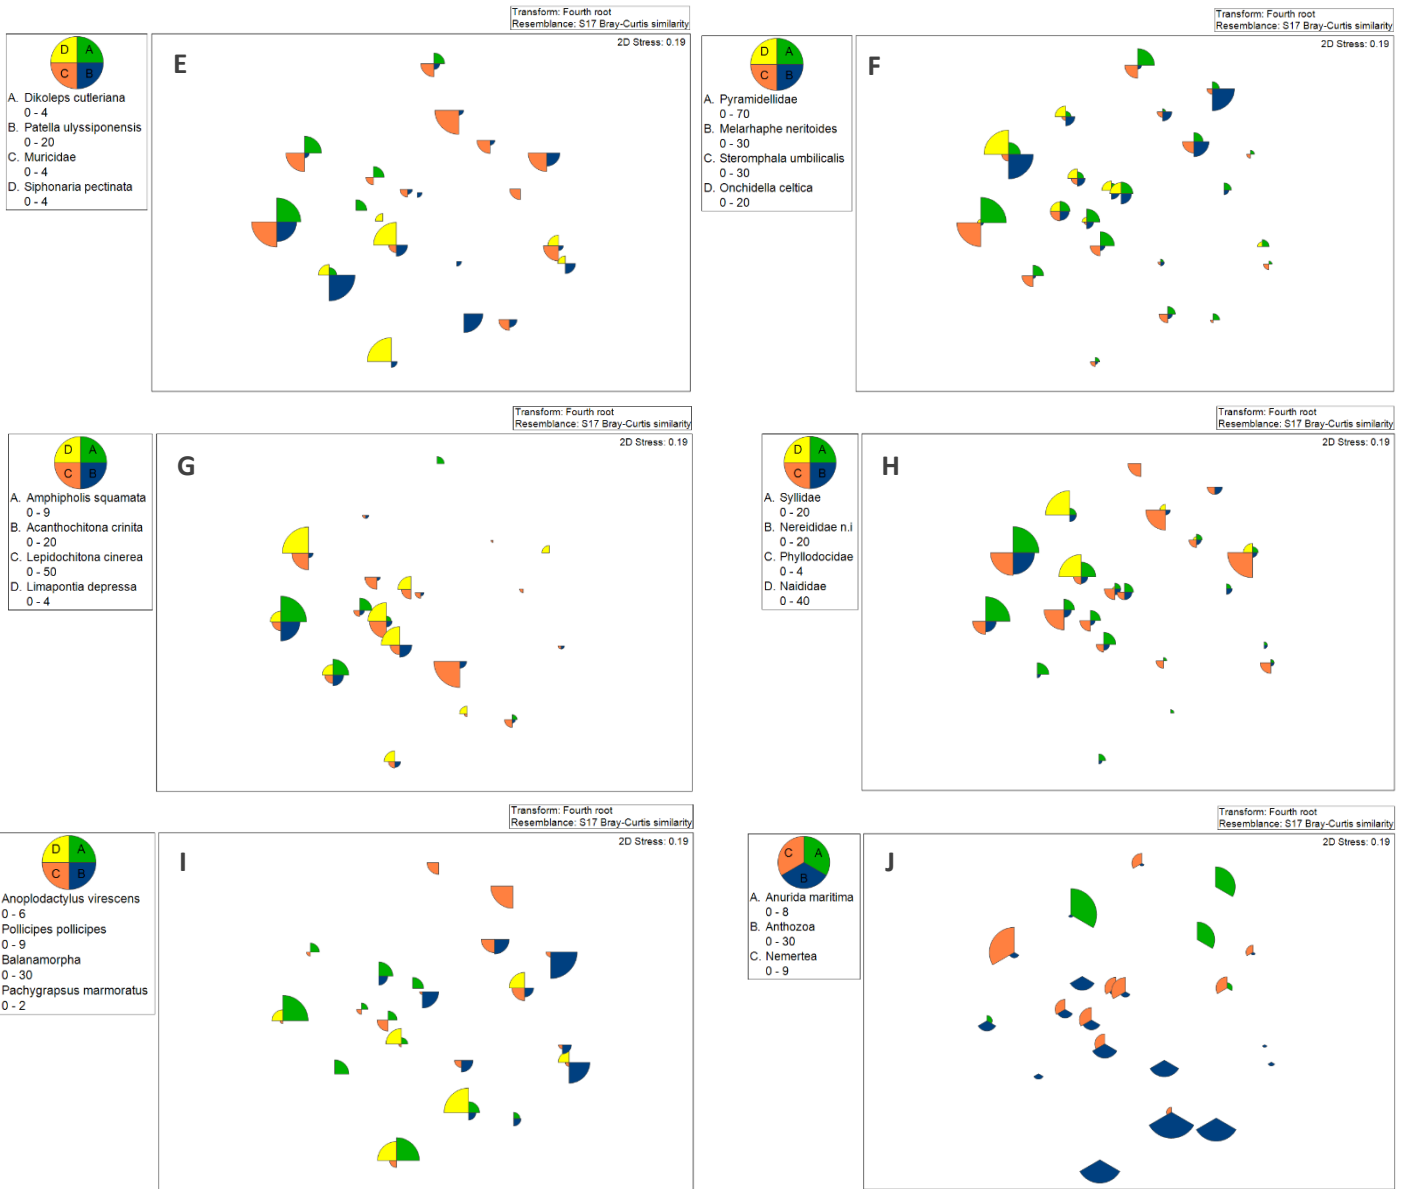 Transform: Fourth root
Resemblance: S17 Bray-Curtis similarity
2D Stress: 0.19
E
D A
C B
A. Dikoleps cutleriana
0 - 4
B. Patella ulyssiponensis
0 - 20
C. Muricidae
0 - 4
D. Siphonaria pectinata
0 - 4
Transform: Fourth root
Resemblance: S17 Bray-Curtis similarity
2D Stress: 0.19
F
D A
C B
A. Pyramidellidae
0 - 70
B. Melarhaphe neritoides
0 - 30
C. Steromphala umbilicalis
0 - 30
D. Onchidella celtica
0 - 20
Transform: Fourth root
Resemblance: S17 Bray-Curtis similarity
2D Stress: 0.19
G
D A
C B
A. Amphipholis squamata
0 - 9
B. Acanthochitona crinita
0 - 20
C. Lepidochitona cinerea
0 - 50
D. Limapontia depressa
0 - 4
Transform: Fourth root
Resemblance: S17 Bray-Curtis similarity
2D Stress: 0.19
H
D A
C B
A. Syllidae
0 - 20
B. Nereididae n.i
0 - 20
C. Phyllodocidae
0 - 4
D. Naididae
0 - 40
Transform: Fourth root
Resemblance: S17 Bray-Curtis similarity
2D Stress: 0.19
I
D A
C B
Anoplodactylus virescens
0 - 6
Pollicipes pollicipes
0 - 9
Balanamorpha
0 - 30
Pachygrapsus marmoratus
0 - 2
Transform: Fourth root
Resemblance: S17 Bray-Curtis similarity
2D Stress: 0.19
J
C A
B
A. Anurida maritima
0 - 8
B. Anthozoa
0 - 30
C. Nemertea
0 - 9